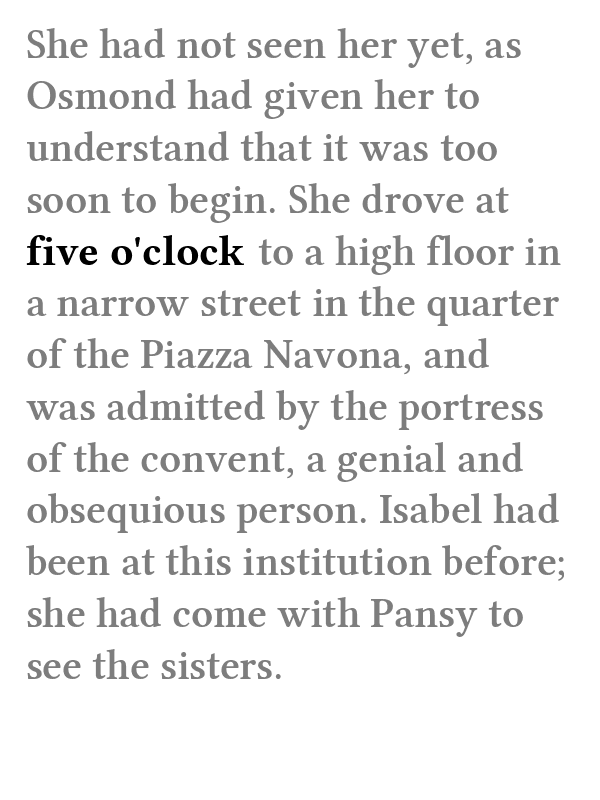 She had not seen her yet, as
Osmond had given her to
understand that it was too
soon to begin. She drove at
five o'clock to a high floor in
a narrow street in the quarter
of the Piazza Navona, and
was admitted by the portress
of the convent, a genial and
obsequious person. Isabel had
been at this institution before;
she had come with Pansy to
see the sisters.